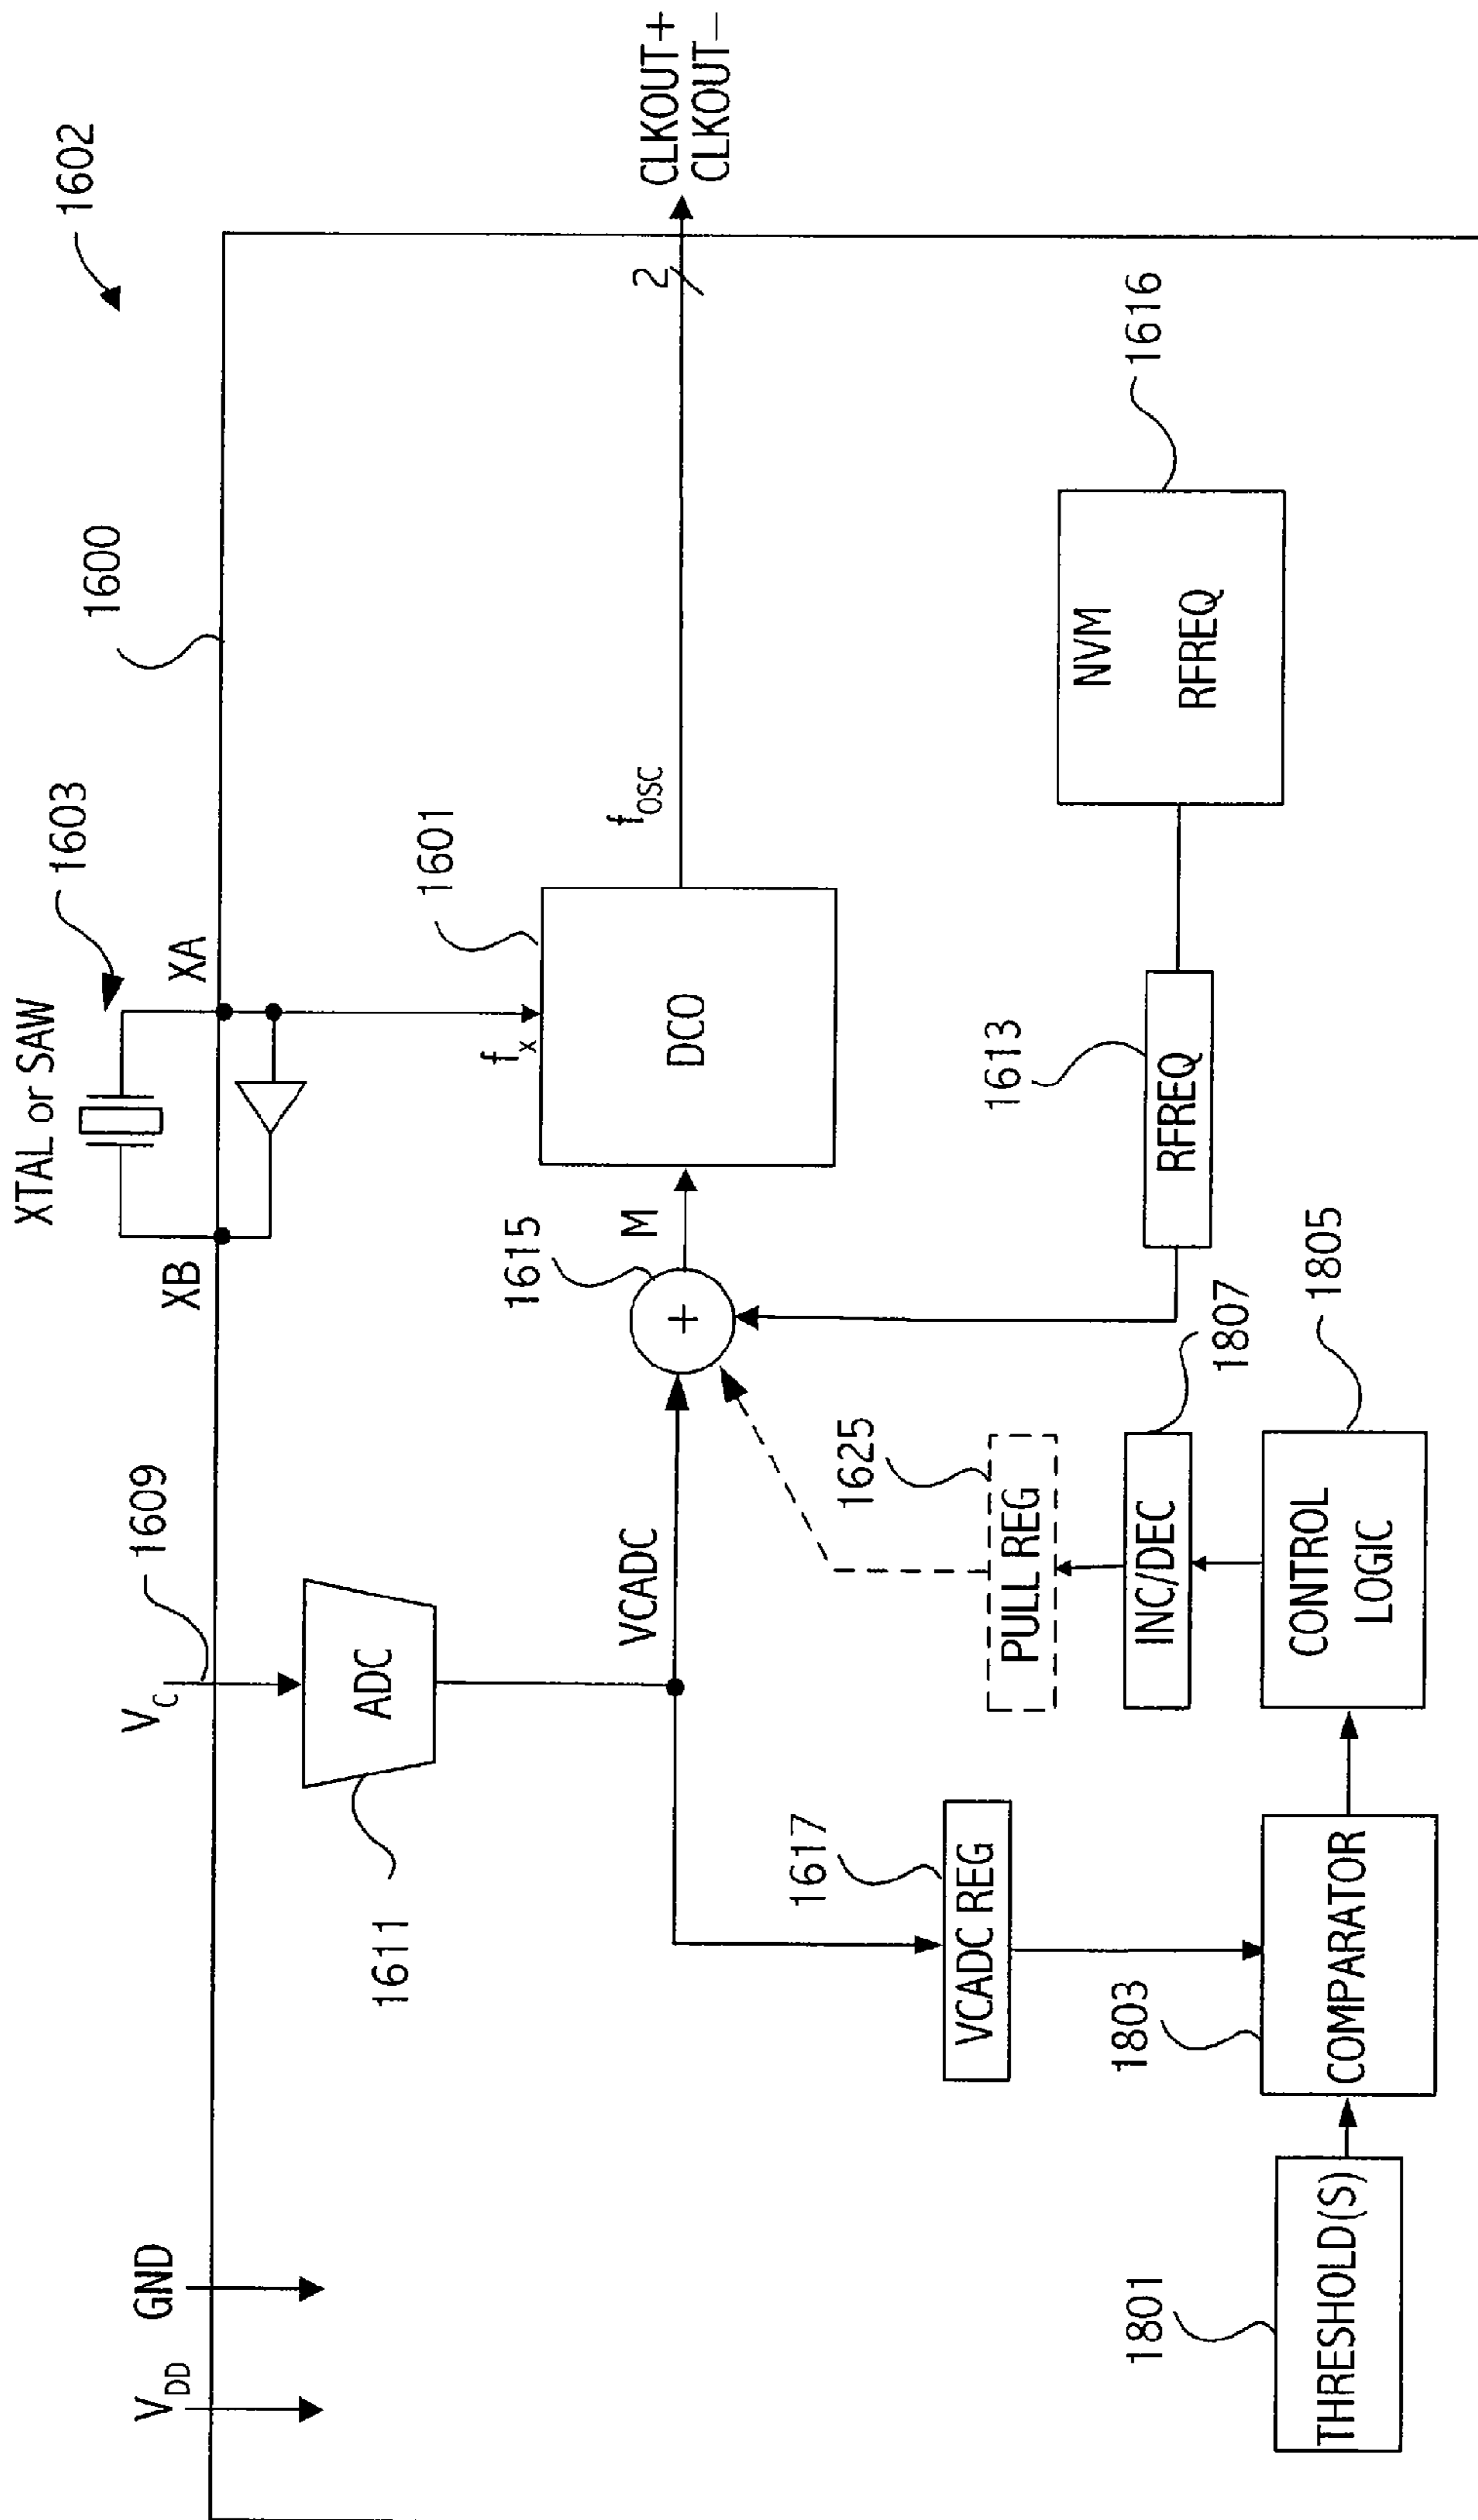 1602
1600
1603
XTAL or SAW
XA
XB
V_C
1609
GND
V_DD
CLKOUT+
CLKOUT–
2
f_OSC
1601
f_x
DCO
M
1615
+
ADC
1611
VCADC
1616
NVM
RFREQ
1613
RFREQ
1625
PULL REG
1807
INC/DEC
1805
CONTROL
LOGIC
1617
VCADC REG
1803
COMPARATOR
1801
THRESHOLD(S)